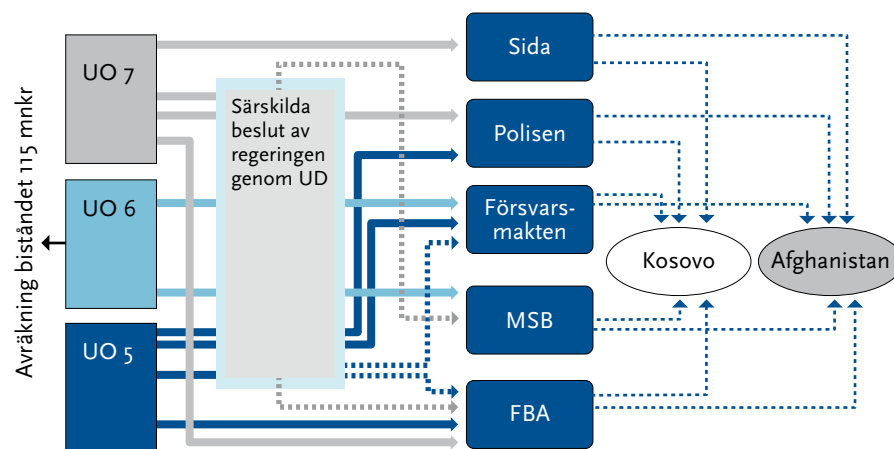 Avräkning biståndet 115 mnkr
UO 7
UO 6
UO 5
Särskilda
beslut av
regeringen
genom UD
Sida
Polisen
Försvars-
makten
MSB
FBA
Kosovo
Afghanistan